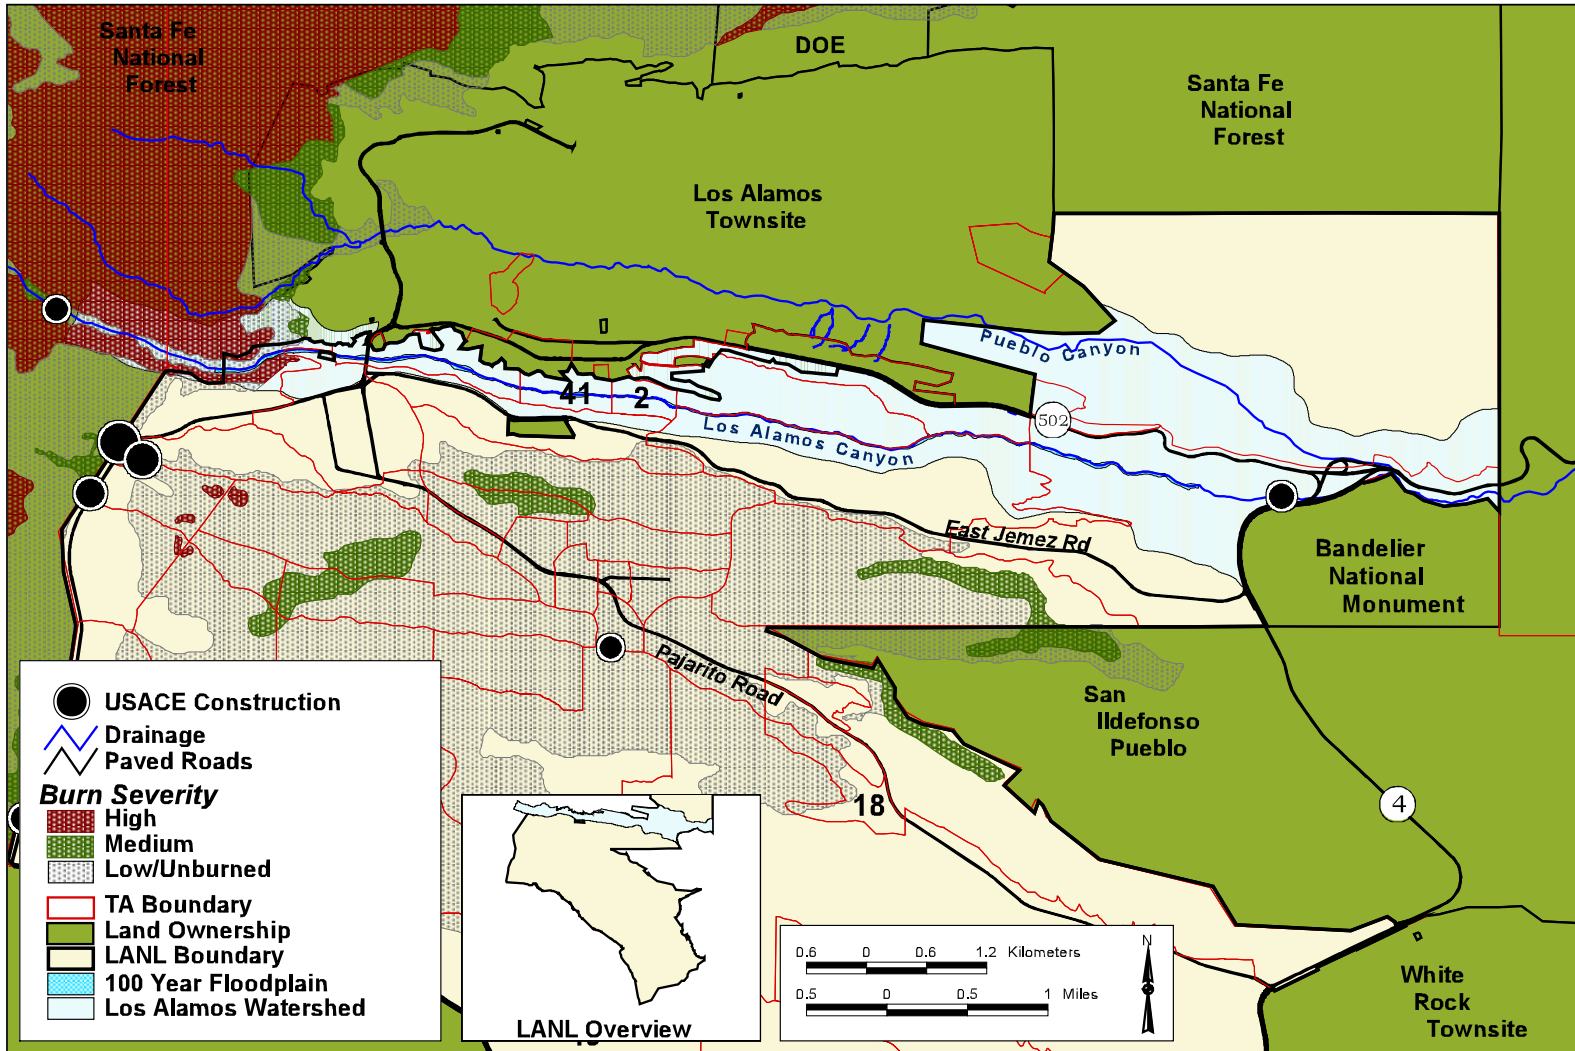 Santa Fe
National
Forest
DOE
Santa Fe
National
Forest
Los Alamos
Townsite
Pueblo Canyon
41
2
502
Los Alamos Canyon
East Jemez Rd
Bandelier
National
Monument
Pajarito Road
San
Ildefonso
Pueblo
18
4
USACE Construction
Drainage
Paved Roads
Burn Severity
High
Medium
Low/Unburned
TA Boundary
Land Ownership
LANL Boundary
100 Year Floodplain
Los Alamos Watershed
LANL Overview
0.6 0 0.6 1.2 Kilometers
0.5 0 0.5 1 Miles
N
White
Rock
Townsite